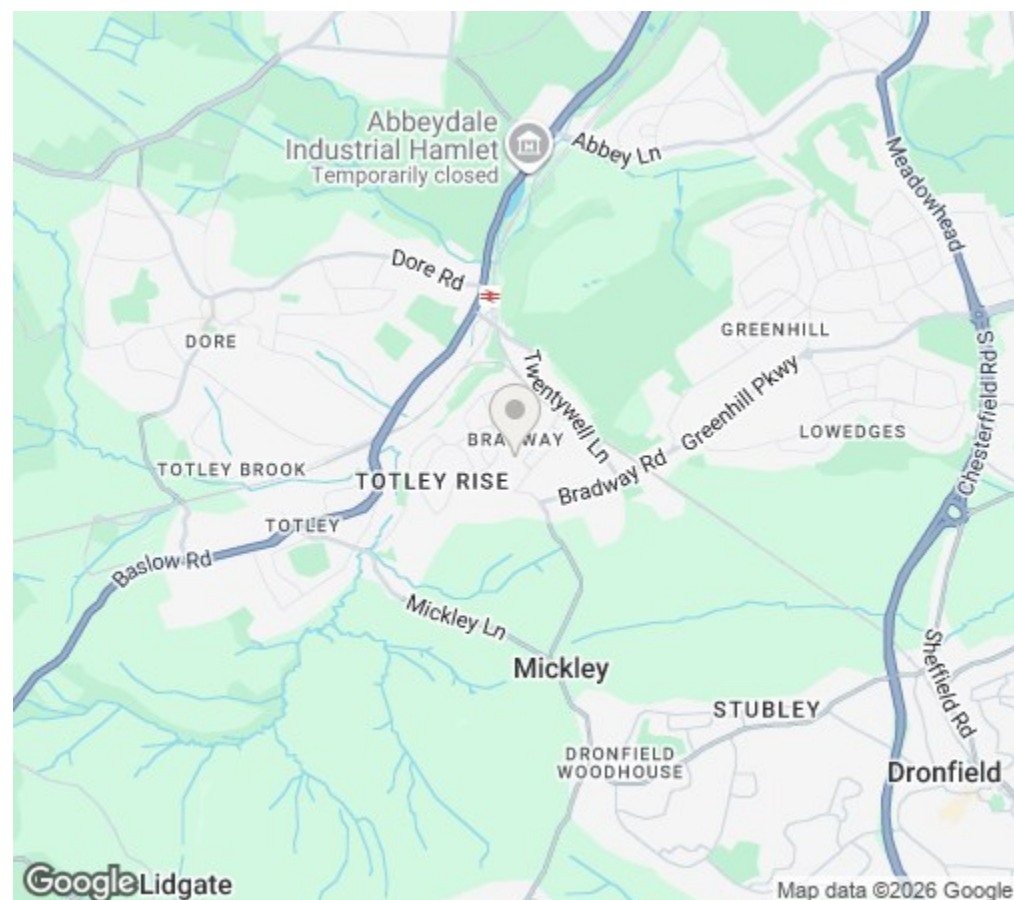 Abbeydale
Industrial Hamlet
Temporarily closed
Abbey Ln
Meadowhead
Dore Rd
DORE
GREENHILL
Twentywell Ln
Greenhill Pkwy
Chesterfield Rd S
BRADWAY
LOWEDGES
TOTLEY BROOK
TOTLEY RISE
Bradway Rd
TOTLEY
Baslow Rd
Mickley Ln
Mickley
Sheffield Rd
STUBLEY
DRONFIELD
WOODHOUSE
Dronfield
Google
Lidgate
Map data ©2026 Google